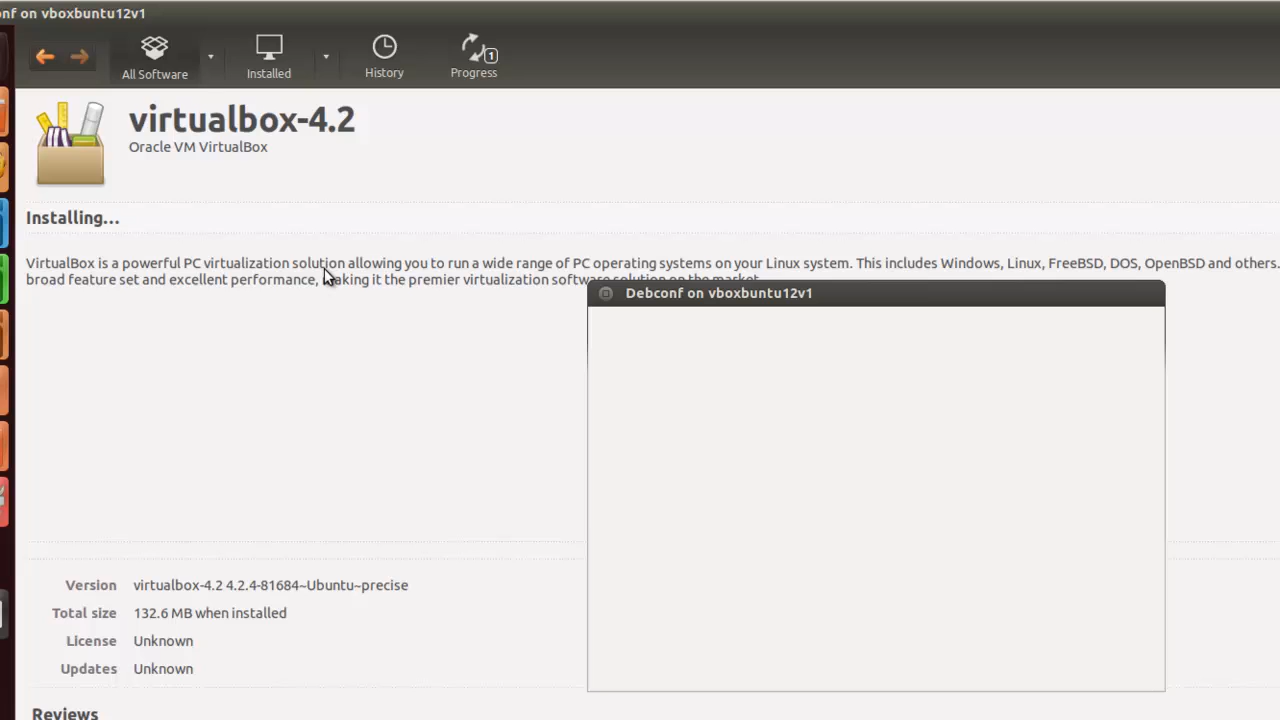 onf on vboxbuntu12v1
All Software
Installed
History
1
Progress
virtualbox-4.2
Oracle VM VirtualBox
Installing...
VirtualBox is a powerful PC virtualization solution allowing you to run a wide range of PC operating systems on your Linux system. This includes Windows, Linux, FreeBSD, DOS, OpenBSD and others.
broad feature set and excellent performance, making it the premier virtualization software solution on the market.
Debconf on vboxbuntu12v1
Version virtualbox-4.2 4.2.4-81684~Ubuntu~precise
Total size 132.6 MB when installed
License Unknown
Updates Unknown
Reviews